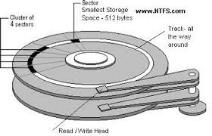 Cluster of
4 sectors
Sector
Smallest Storage
Space - 512 bytes
www.NTFS.com
Track- all
the way
around
Read / Write Head